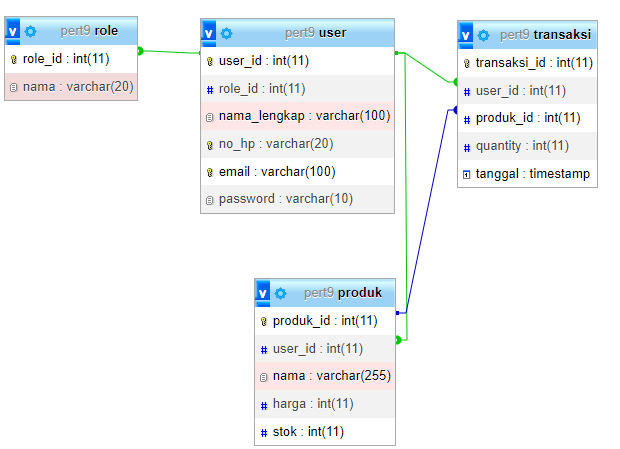 pert9 role
role_id : int(11)
nama : varchar(20)
pert9 user
user_id : int(11)
role_id : int(11)
nama_lengkap : varchar(100)
no_hp : varchar(20)
email : varchar(100)
password : varchar(10)
pert9 transaksi
transaksi_id : int(11)
user_id : int(11)
produk_id : int(11)
quantity : int(11)
tanggal : timestamp
pert9 produk
produk_id : int(11)
user_id : int(11)
nama : varchar(255)
harga : int(11)
stok : int(11)